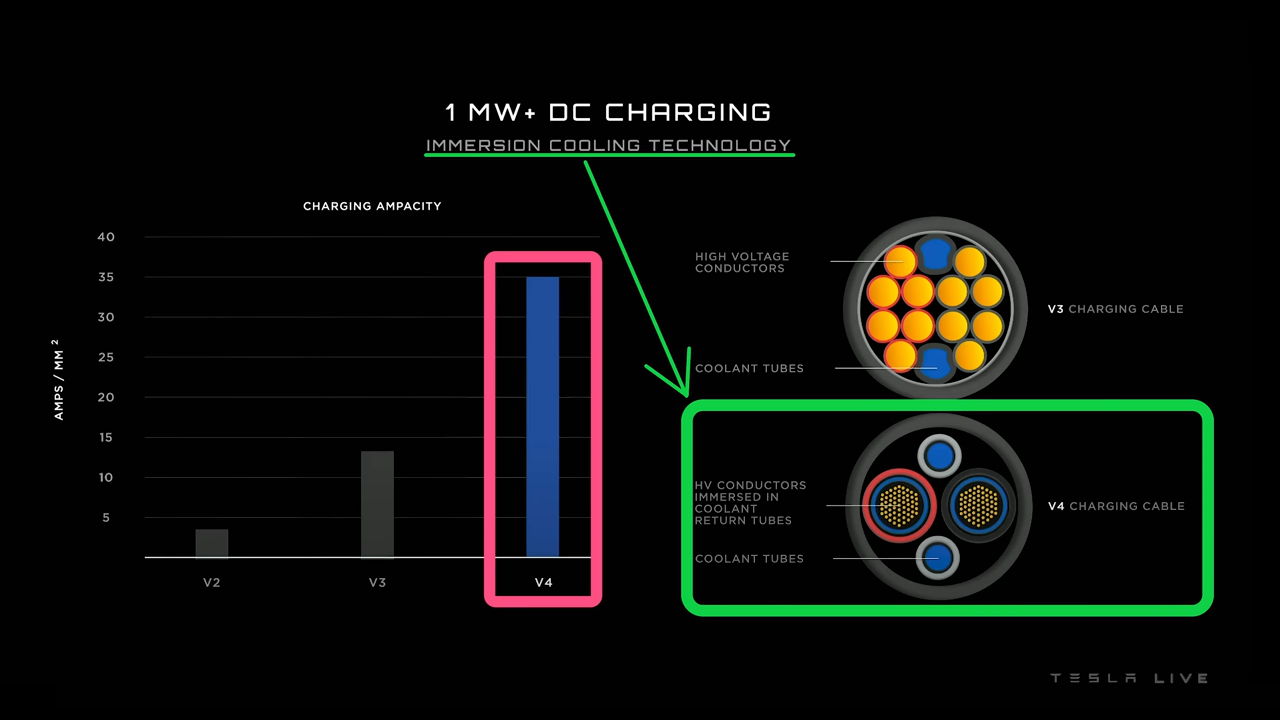 1 MW+ DC CHARGING
IMMERSION COOLING TECHNOLOGY
CHARGING AMPACITY
40
35
30
25
20
15
10
5
AMPS / MM ²
V2
V3
V4
HIGH VOLTAGE
CONDUCTORS
COOLANT TUBES
V3 CHARGING CABLE
HV CONDUCTORS
IMMERSED IN
COOLANT
RETURN TUBES
COOLANT TUBES
V4 CHARGING CABLE
TESLA LIVE